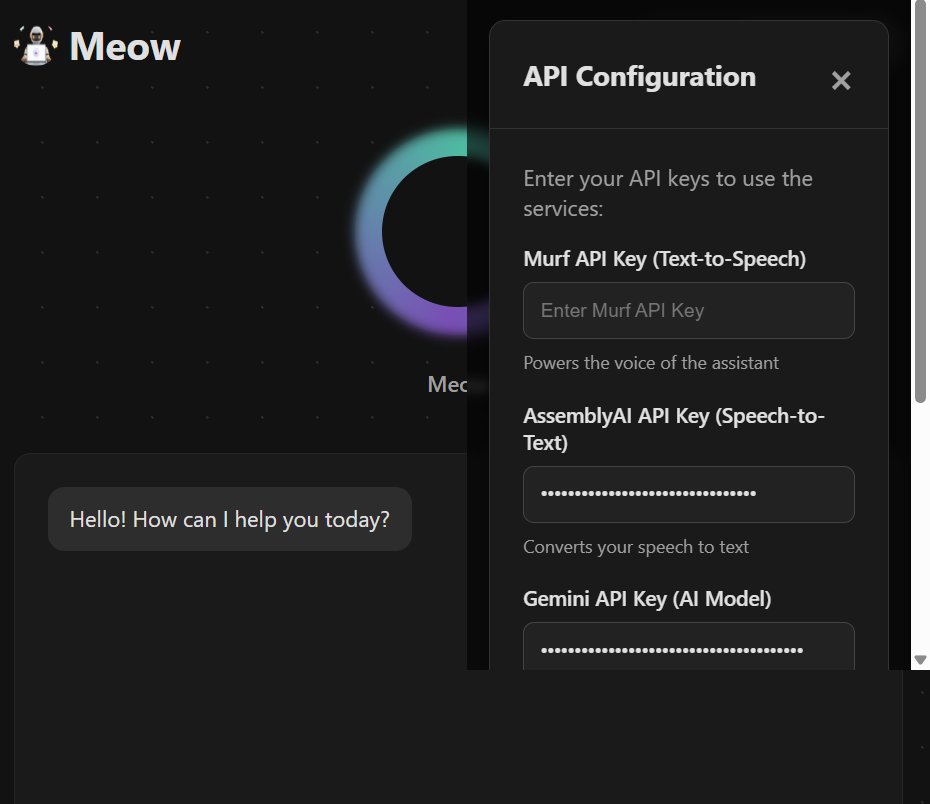 Meow
API Configuration
Enter your API keys to use the
services:
Murf API Key (Text-to-Speech)
Enter Murf API Key
Powers the voice of the assistant
AssemblyAI API Key (Speech-to-
Text)
••••••••••••••••••••••••••••••••
Converts your speech to text
Gemini API Key (AI Model)
•••••••••••••••••••••••••••••••••••••••
Hello! How can I help you today?